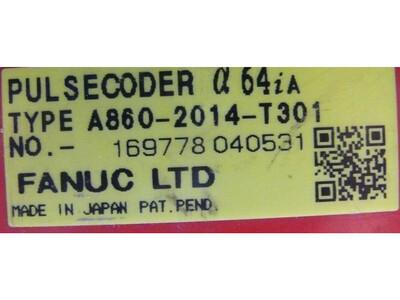 PULSECODER α64iA
TYPE A860-2014-T301
NO.- 169778 040531
FANUC LTD
MADE IN JAPAN PAT.PEND.